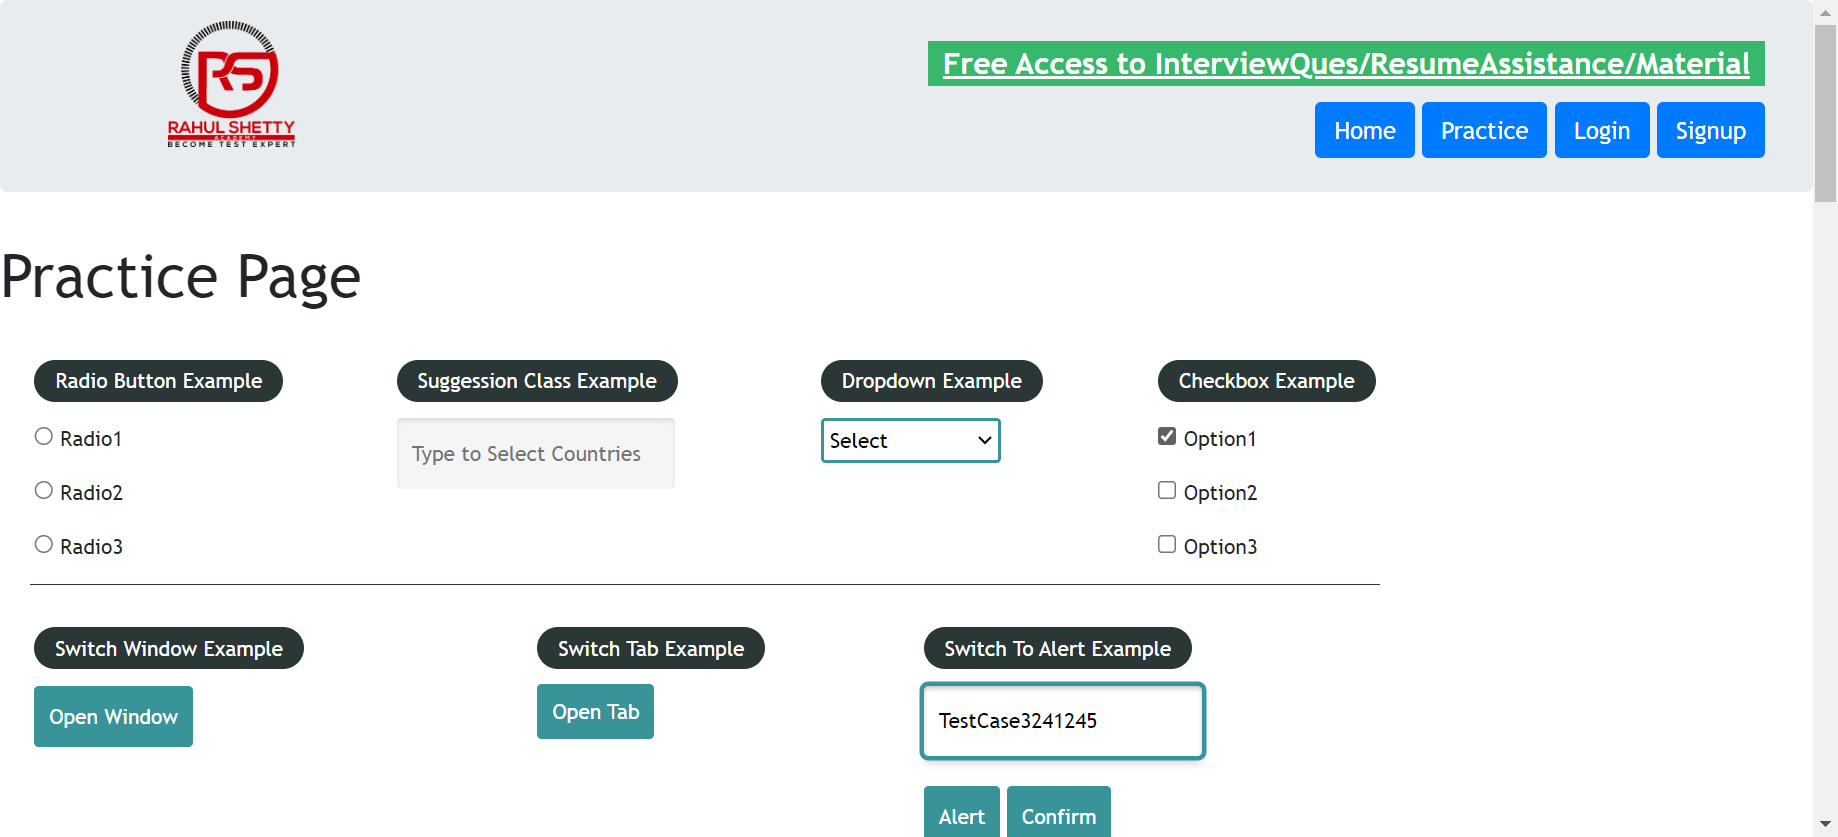 RS
RAHUL SHETTY
ACADEMY
BECOME TEST EXPERT
Free Access to InterviewQues/ResumeAssistance/Material
Home Practice Login Signup
Practice Page
Radio Button Example
Radio1
Radio2
Radio3
Suggession Class Example
Type to Select Countries
Dropdown Example
Select
Checkbox Example
Option1
Option2
Option3
Switch Window Example
Open Window
Switch Tab Example
Open Tab
Switch To Alert Example
TestCase3241245
Alert Confirm